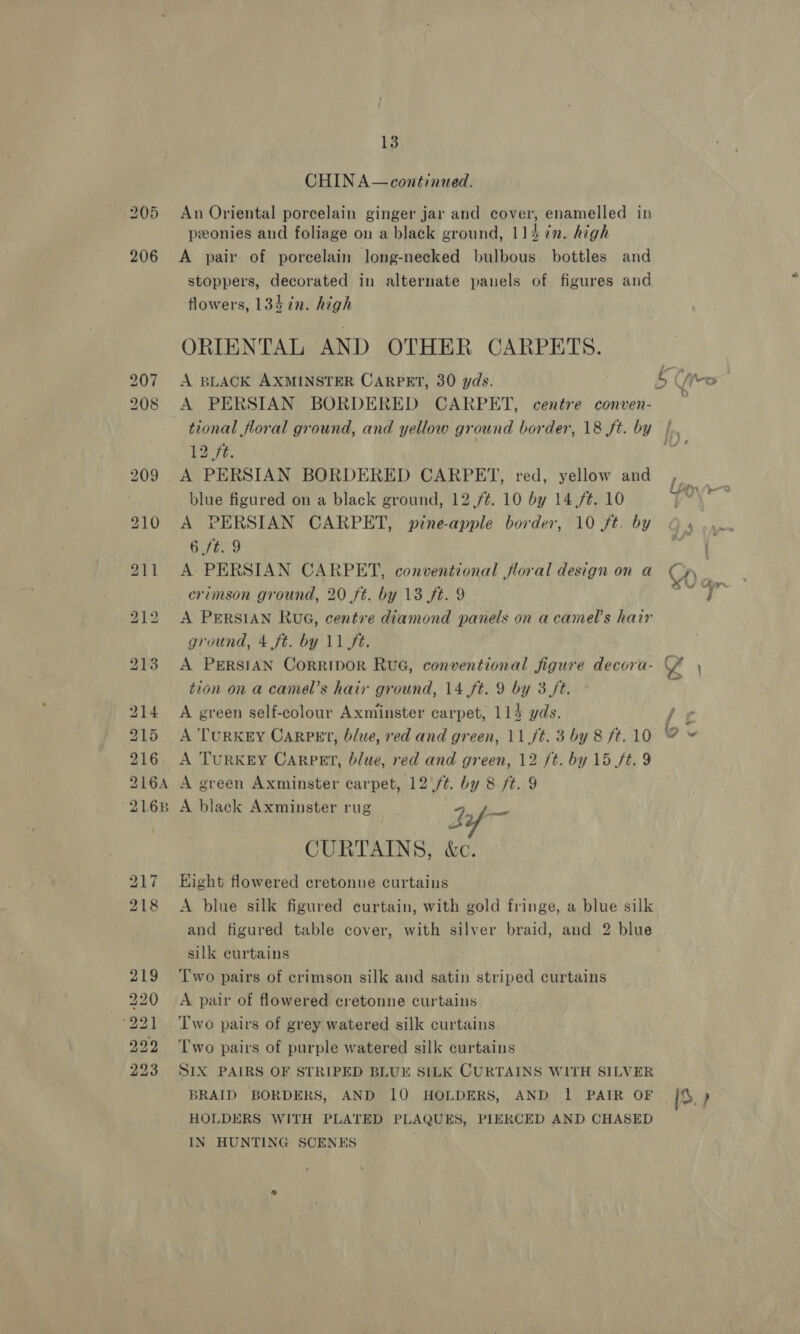 13
CHINA—continued.
205 An Oriental porcelain ginger jar and cover, enamelled in
pæonies and foliage on a black ground, 11½ in. high
206 A pair of porcelain long-necked bulbous bottles and
stoppers, decorated in alternate panels of figures and
flowers, 13½ in. high
ORIENTAL AND OTHER CARPETS.
207 A BLACK AXMINSTER CARPET, 30 yds.
208 A PERSIAN BORDERED CARPET, centre conven-
tional floral ground, and yellow ground border, 18 ft. by
12 ft.
209 A PERSIAN BORDERED CARPET, red, yellow and
blue figured on a black ground, 12 ft. 10 by 14 ft. 10
210 A PERSIAN CARPET, pine-apple border, 10 ft. by
6 ft. 9
211 A PERSIAN CARPET, conventional floral design on a
crimson ground, 20 ft. by 13 ft. 9
212 A PERSIAN RUG, centre diamond panels on a camel's hair
ground, 4 ft. by 11 ft.
213 A PERSIAN CORRIDOR RUG, conventional figure decora-
tion on a camel's hair ground, 14 ft. 9 by 3 ft.
214 A green self-colour Axminster carpet, 11½ yds.
215 A TURKEY CARPET, blue, red and green, 11 ft. 3 by 8 ft. 10
216 A TURKEY CARPET, blue, red and green, 12 ft. by 15 ft. 9
216A A green Axminster carpet, 12 ft. by 8 ft. 9
216B A black Axminster rug
CURTAINS, &c.
217 Eight flowered cretonne curtains
218 A blue silk figured curtain, with gold fringe, a blue silk
and figured table cover, with silver braid, and 2 blue
silk curtains
219 Two pairs of crimson silk and satin striped curtains
220 A pair of flowered cretonne curtains
221 Two pairs of grey watered silk curtains
222 Two pairs of purple watered silk curtains
223 SIX PAIRS OF STRIPED BLUE SILK CURTAINS WITH SILVER
BRAID BORDERS, AND 10 HOLDERS, AND 1 PAIR OF
HOLDERS WITH PLATED PLAQUES, PIERCED AND CHASED
IN HUNTING SCENES